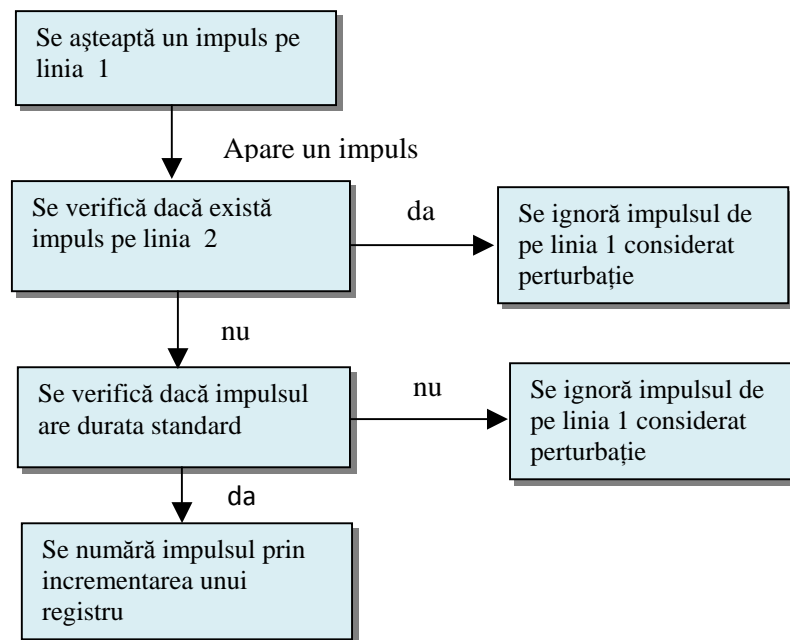 Se aşteaptă un impuls pe
linia 1
Apare un impuls
Se verifică dacă există
impuls pe linia 2
da
Se ignoră impulsul de
pe linia 1 considerat
perturbație
nu
Se verifică dacă impulsul
are durata standard
nu
Se ignoră impulsul de
pe linia 1 considerat
perturbație
da
Se numără impulsul prin
incrementarea unui
registru